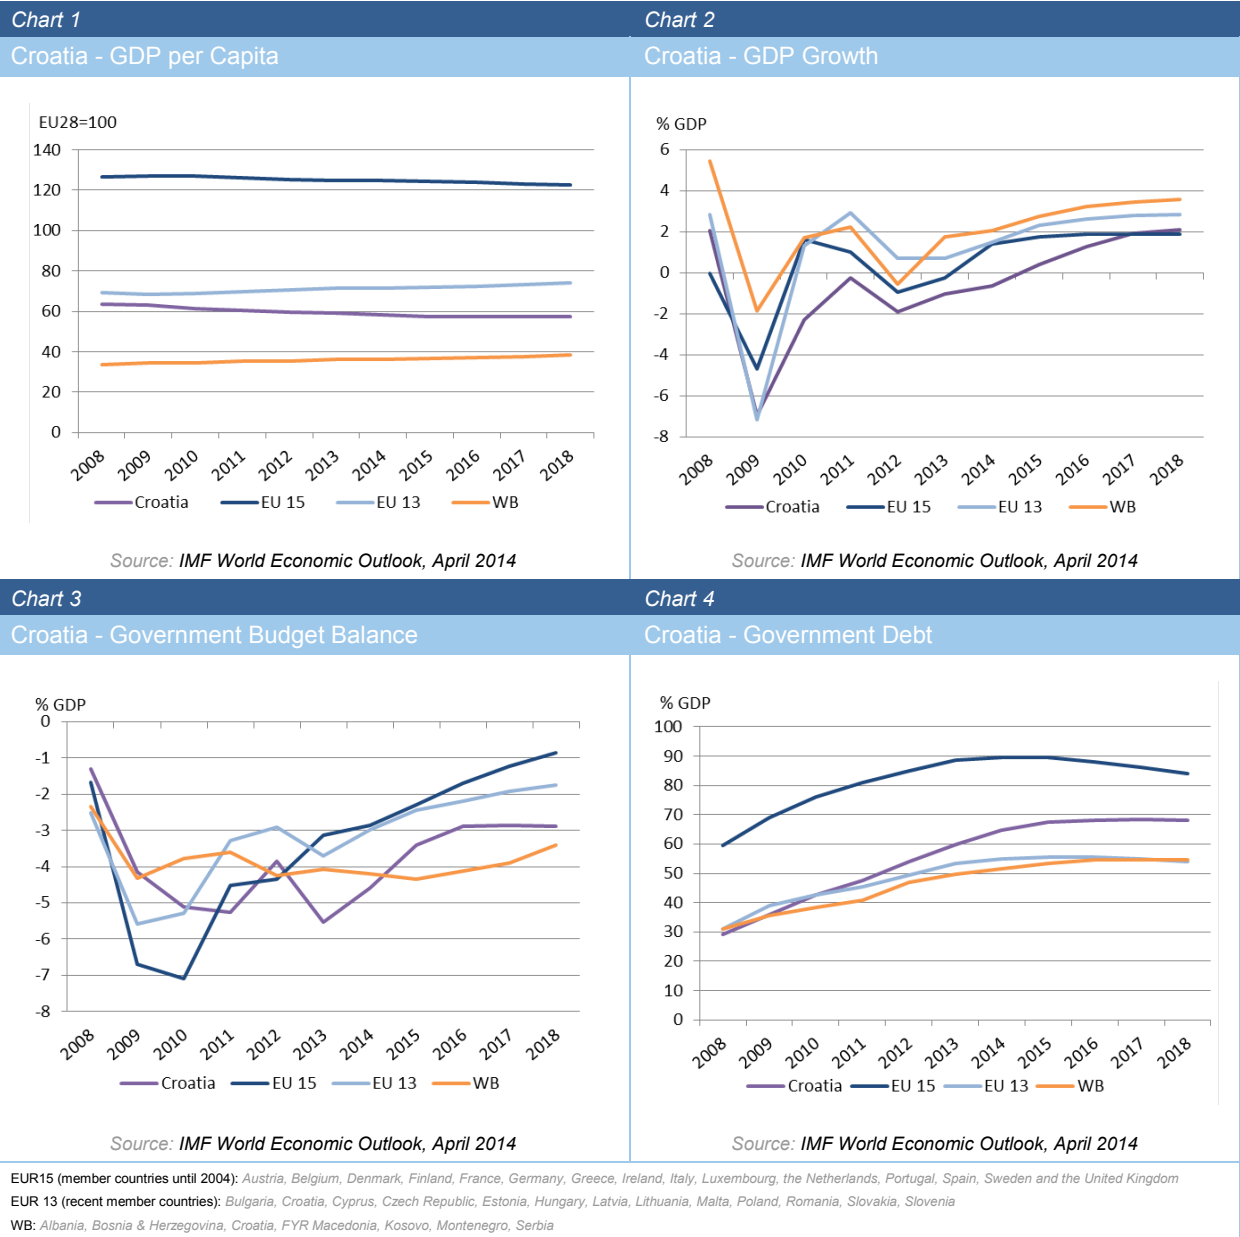 Chart 1
Croatia - GDP per Capita
EU28=100
140
120
100
80
60
40
20
0
2008 2009 2010 2011 2012 2013 2014 2015 2016 2017 2018
Croatia EU 15 EU 13 WB
Source: IMF World Economic Outlook, April 2014
Chart 2
Croatia - GDP Growth
% GDP
6
4
2
0
-2
-4
-6
-8
2008 2009 2010 2011 2012 2013 2014 2015 2016 2017 2018
Croatia EU 15 EU 13 WB
Source: IMF World Economic Outlook, April 2014
Chart 3
Croatia - Government Budget Balance
% GDP
0
-1
-2
-3
-4
-5
-6
-7
-8
2008 2009 2010 2011 2012 2013 2014 2015 2016 2017 2018
Croatia EU 15 EU 13 WB
Source: IMF World Economic Outlook, April 2014
Chart 4
Croatia - Government Debt
% GDP
100
90
80
70
60
50
40
30
20
10
0
2008 2009 2010 2011 2012 2013 2014 2015 2016 2017 2018
Croatia EU 15 EU 13 WB
Source: IMF World Economic Outlook, April 2014
EUR15 (member countries until 2004): Austria, Belgium, Denmark, Finland, France, Germany, Greece, Ireland, Italy, Luxembourg, the Netherlands, Portugal, Spain, Sweden and the United Kingdom
EUR 13 (recent member countries): Bulgaria, Croatia, Cyprus, Czech Republic, Estonia, Hungary, Latvia, Lithuania, Malta, Poland, Romania, Slovakia, Slovenia
WB: Albania, Bosnia & Herzegovina, Croatia, FYR Macedonia, Kosovo, Montenegro, Serbia